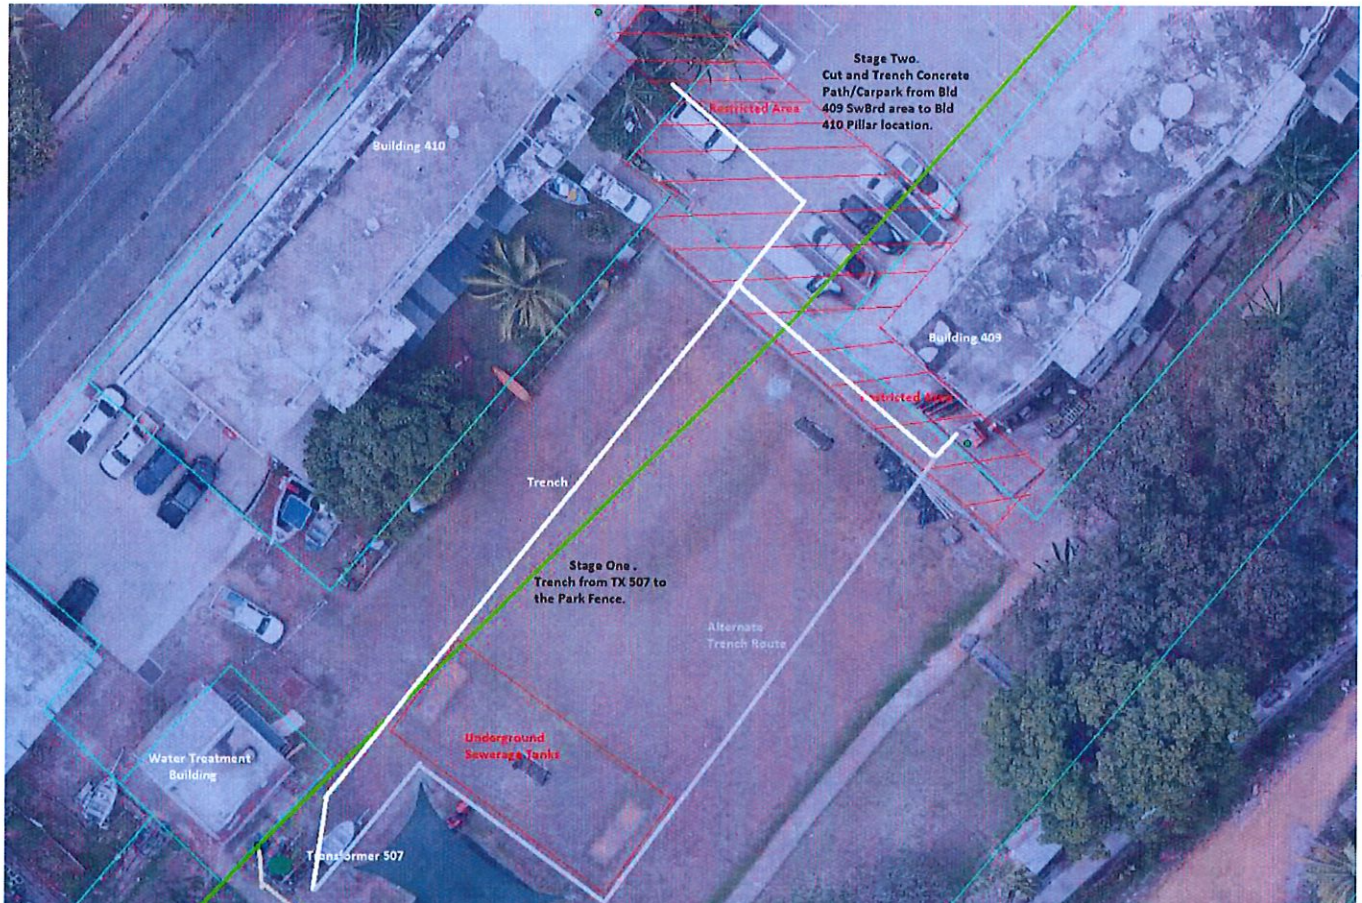 Stage Two.
Cut and Trench Concrete
Path/Carpark from Bld
409 SwBrd area to Bld
410 Pillar location.
Restricted Area
Building 410
Building 409
Restricted Area
Trench
Stage One .
Trench from TX 507 to
the Park Fence.
Alternate
Trench Route
Underground
Sewerage Tanks
Water Treatment
Building
Transformer 507